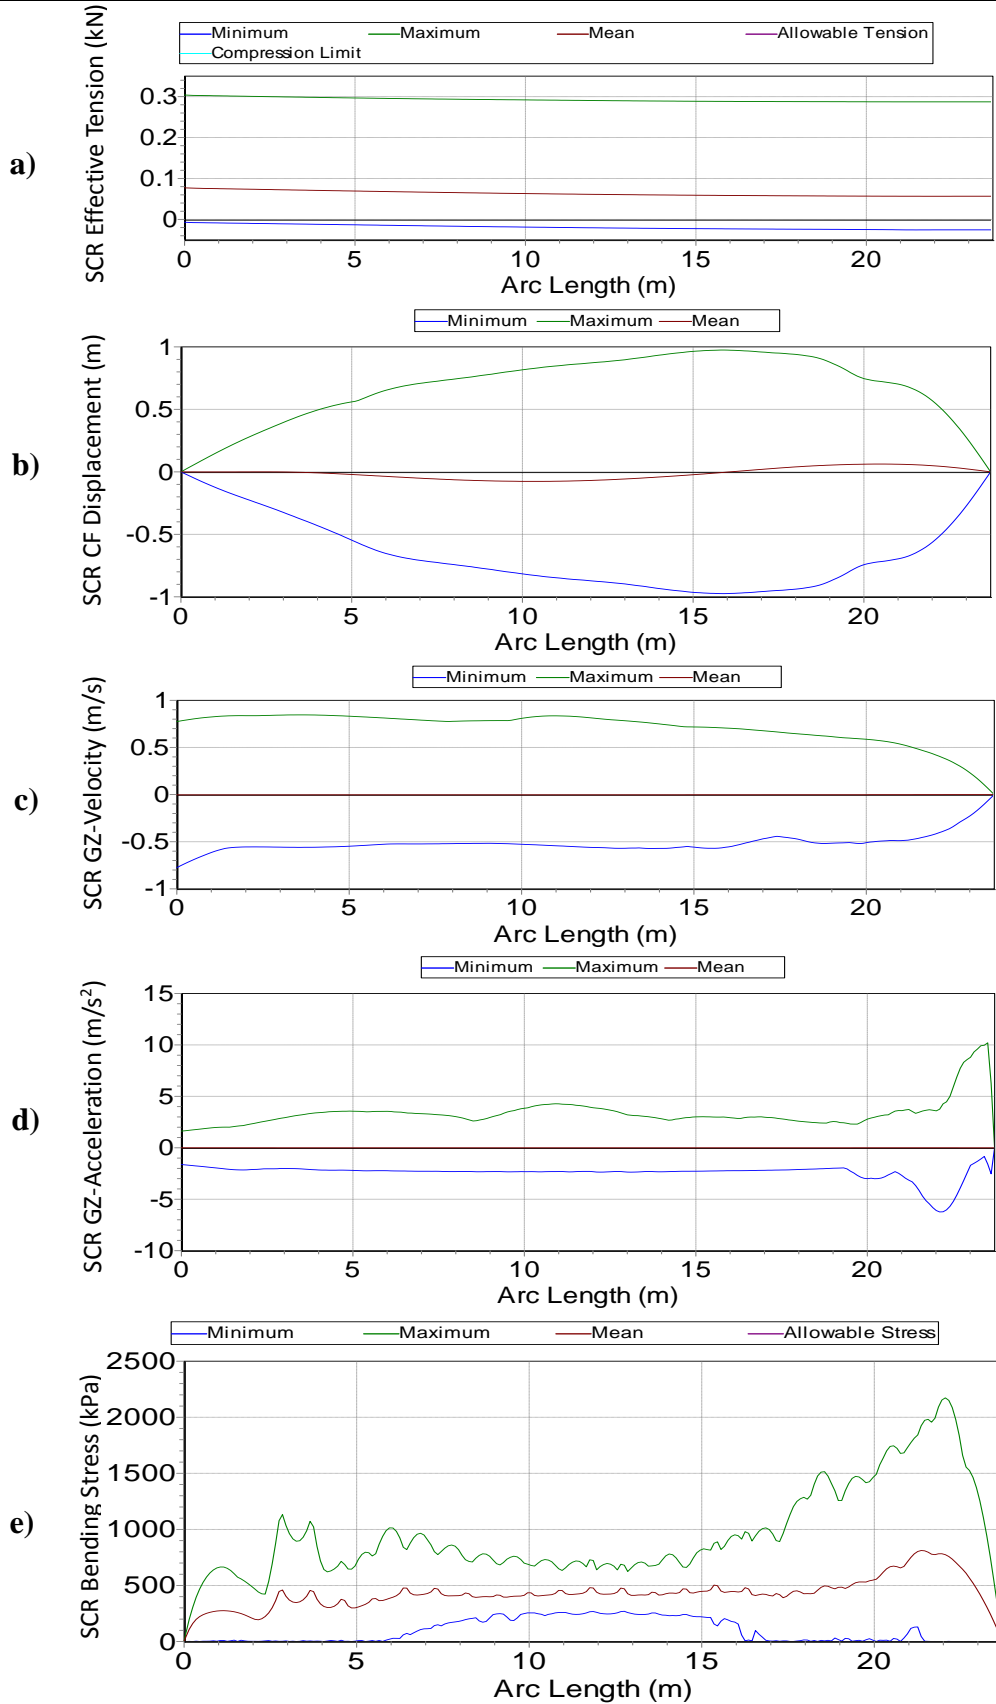 Minimum Maximum Mean Allowable Tension
Compression Limit
a)
SCR Effective Tension (kN)
0.3
0.2
0.1
0
0 5 10 15 20
Arc Length (m)
Minimum Maximum Mean
b)
SCR CF Displacement (m)
1
0.5
0
-0.5
-1
0 5 10 15 20
Arc Length (m)
Minimum Maximum Mean
c)
SCR GZ-Velocity (m/s)
1
0.5
0
-0.5
-1
0 5 10 15 20
Arc Length (m)
Minimum Maximum Mean
d)
SCR GZ-Acceleration (m/s²)
15
10
5
0
-5
-10
0 5 10 15 20
Arc Length (m)
Minimum Maximum Mean Allowable Stress
e)
SCR Bending Stress (kPa)
2500
2000
1500
1000
500
0
0 5 10 15 20
Arc Length (m)